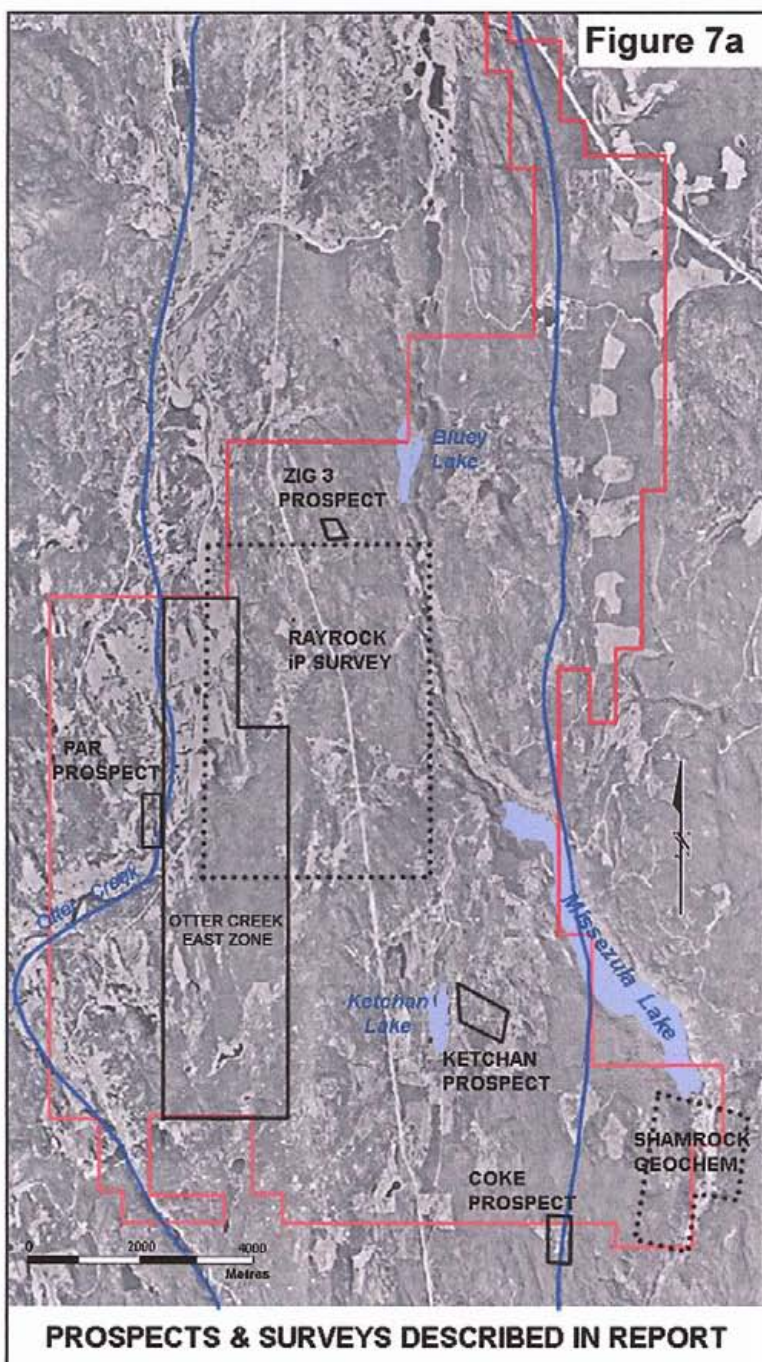 Figure 7a
Bluey
Lake
ZIG 3
PROSPECT
RAYROCK
iP SURVEY
PAR
PROSPECT
Otter Creek
OTTER CREEK
EAST ZONE
Missezula Lake
Ketchan
Lake
KETCHAN
PROSPECT
SHAMROCK
GEOCHEM
COKE
PROSPECT
0 2000 4000
Metres
N
PROSPECTS & SURVEYS DESCRIBED IN REPORT